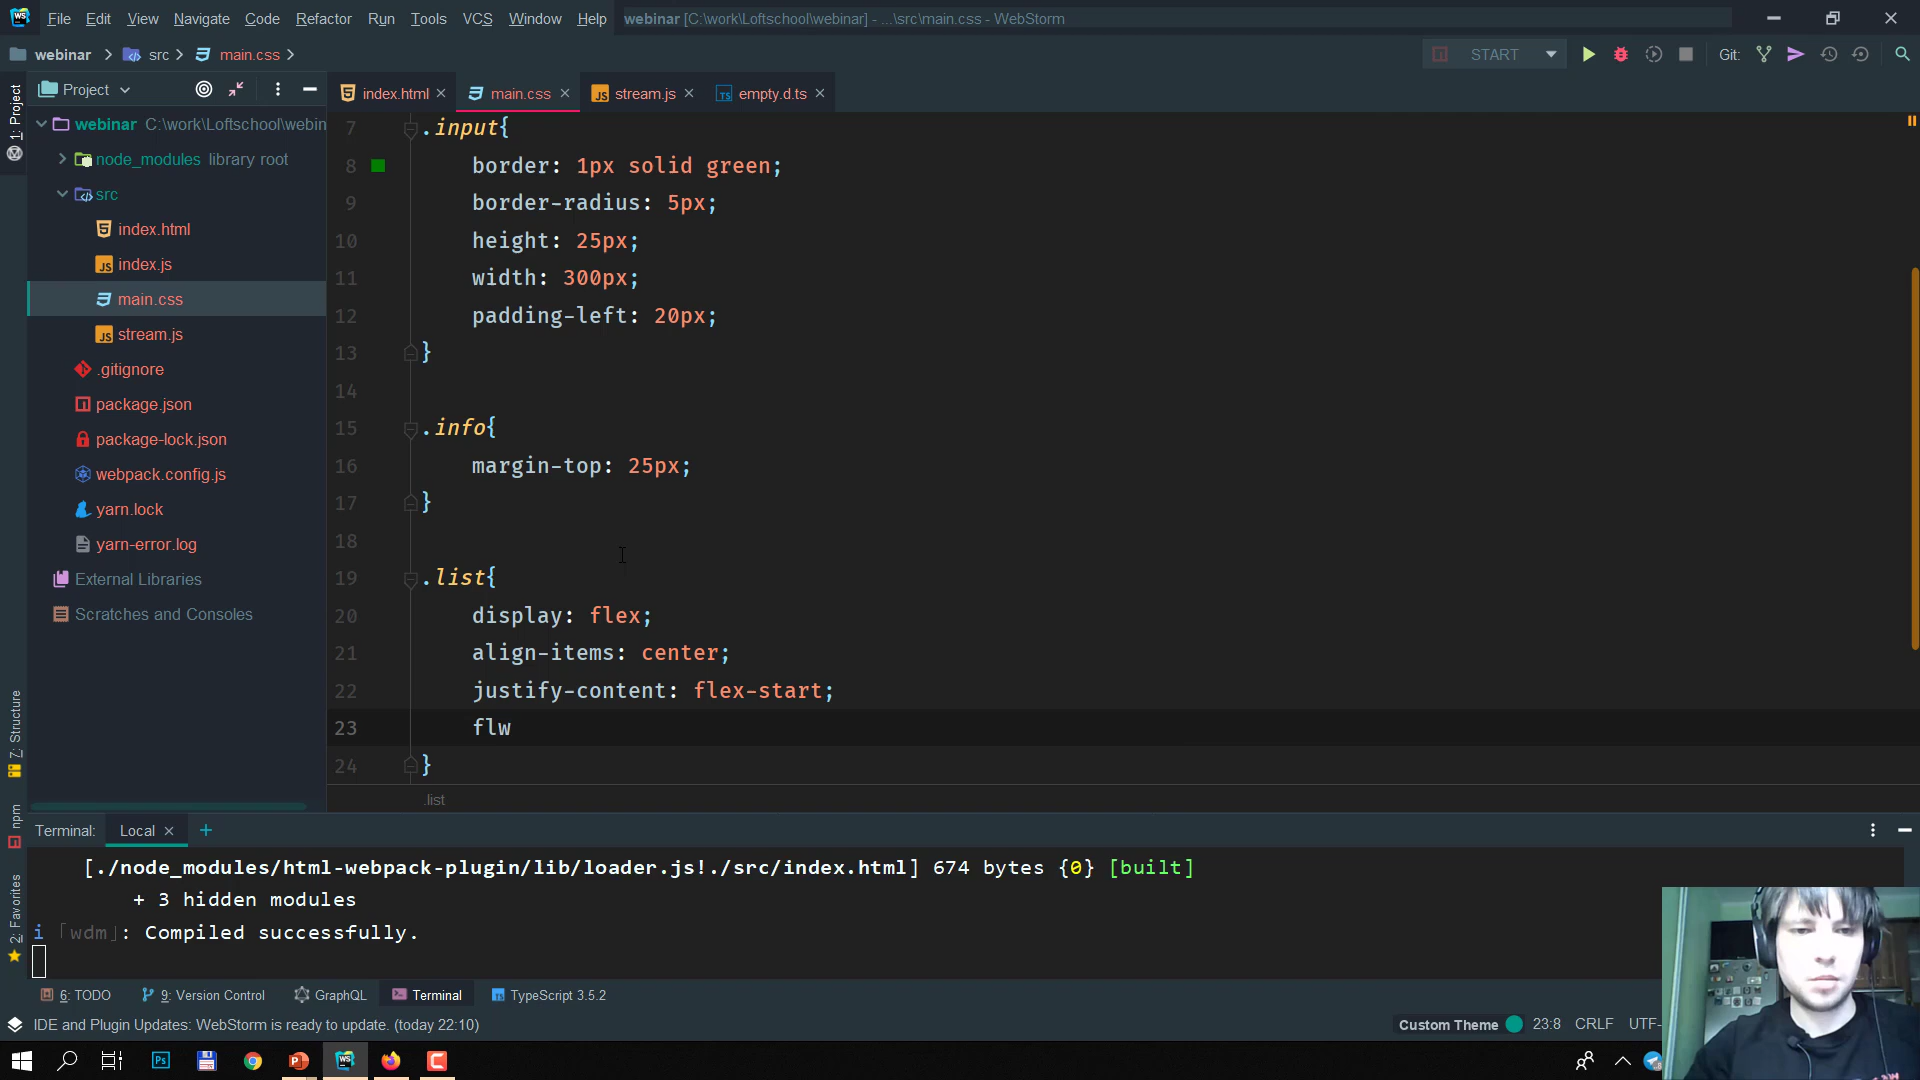 File Edit View Navigate Code Refactor Run Tools VCS Window Help webinar [C:\work\Loftschool\webinar] - ...\src\main.css - WebStorm
webinar src main.css START Git:
Project index.html main.css stream.js empty.d.ts
1: Project
webinar C:\work\Loftschool\webin
node_modules library root
src
index.html
index.js
main.css
stream.js
.gitignore
package.json
package-lock.json
webpack.config.js
yarn.lock
yarn-error.log
External Libraries
Scratches and Consoles
7: Structure
npm
2: Favorites
7 .input{
8 border: 1px solid green;
9 border-radius: 5px;
10 height: 25px;
11 width: 300px;
12 padding-left: 20px;
13 }
14
15 .info{
16 margin-top: 25px;
17 }
18
19 .list{
20 display: flex;
21 align-items: center;
22 justify-content: flex-start;
23 flw
24 }
.list
Terminal: Local +
[./node_modules/html-webpack-plugin/lib/loader.js!./src/index.html] 674 bytes {0} [built]
+ 3 hidden modules
i ｢wdm｣: Compiled successfully.
6: TODO 9: Version Control GraphQL Terminal TypeScript 3.5.2
IDE and Plugin Updates: WebStorm is ready to update. (today 22:10) Custom Theme 23:8 CRLF UTF-